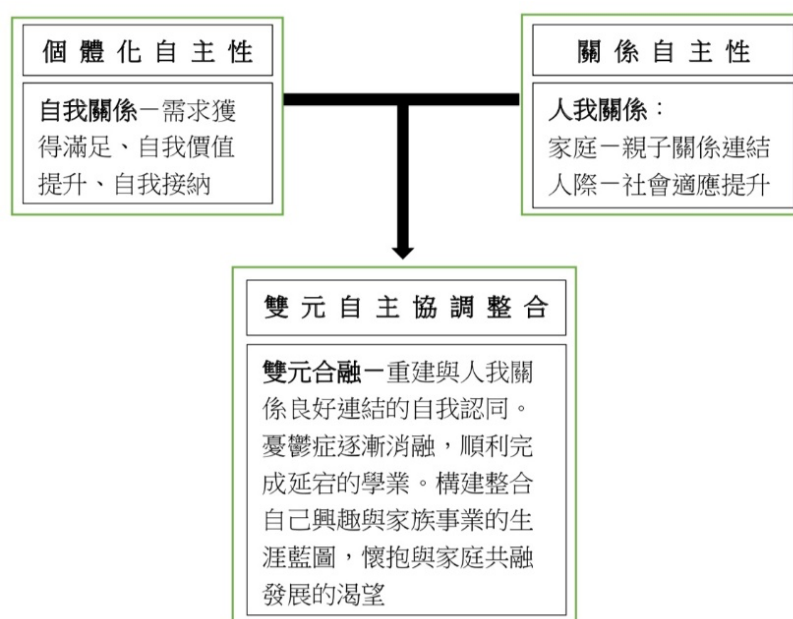 個體化自主性
自我關係－需求獲
得滿足、自我價值
提升、自我接納
關係自主性
人我關係：
家庭－親子關係連結
人際－社會適應提升
雙元自主協調整合
雙元合融－重建與人我關
係良好連結的自我認同。
憂鬱症逐漸消融，順利完
成延宕的學業。構建整合
自己興趣與家族事業的生
涯藍圖，懷抱與家庭共融
發展的渴望